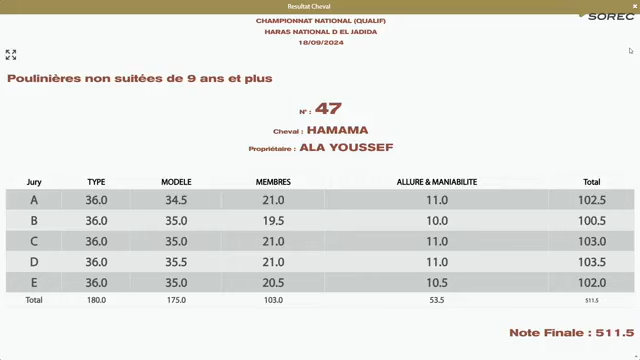 Resultat Cheval
CHAMPIONNAT NATIONAL (QUALIF)
HARAS NATIONAL D EL JADIDA
18/09/2024
SOREC
Poulinières non suitées de 9 ans et plus
N° : 47
Cheval : HAMAMA
Propriétaire : ALA YOUSSEF
Jury TYPE MODELE MEMBRES ALLURE & MANIABILITE Total
A 36.0 34.5 21.0 11.0 102.5
B 36.0 35.0 19.5 10.0 100.5
C 36.0 35.0 21.0 11.0 103.0
D 36.0 35.5 21.0 11.0 103.5
E 36.0 35.0 20.5 10.5 102.0
Total 180.0 175.0 103.0 53.5 511.5
Note Finale : 511.5